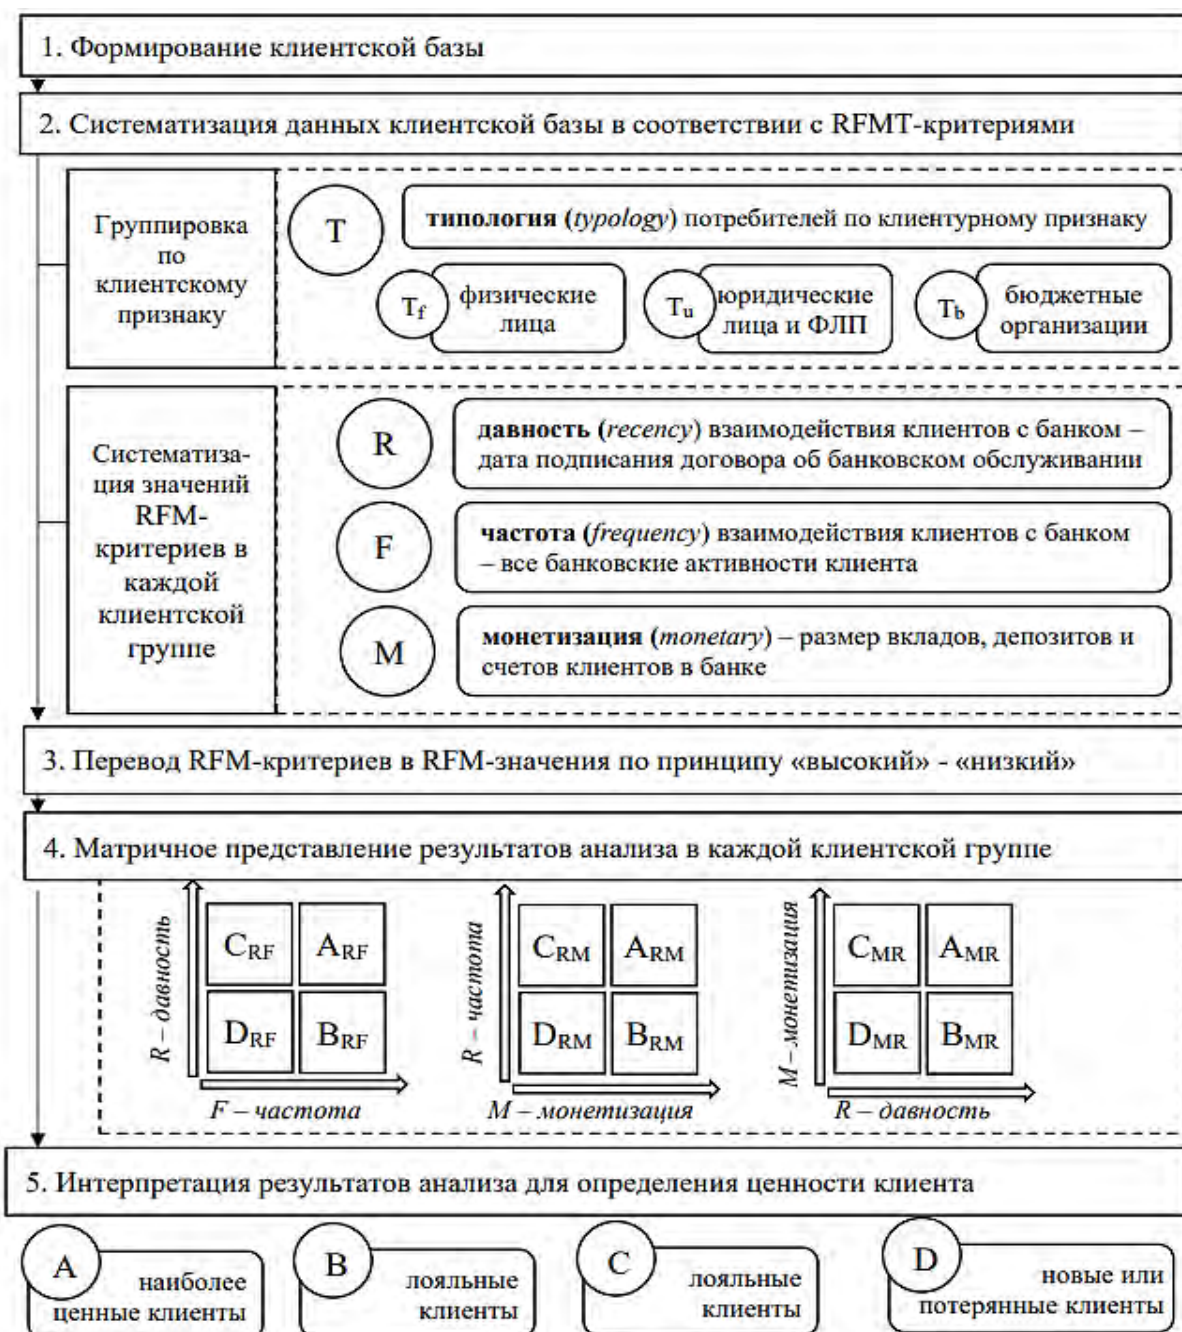 1. Формирование клиентской базы
2. Систематизация данных клиентской базы в соответствии с RFMT-критериями
Группировка
по
клиентскому
признаку
T
типология (typology) потребителей по клиентурному признаку
Tf
физические
лица
Tu
юридические
лица и ФЛП
Tb
бюджетные
организации
Системaтиза-
ция значений
RFM-
критериев в
каждой
клиентской
группе
R
давность (recency) взаимодействия клиентов с банком –
дата подписания договора об банковском обслуживании
F
частота (frequency) взаимодействия клиентов с банком
– все банковские активности клиента
M
монетизация (monetary) – размер вкладов, депозитов и
счетов клиентов в банке
3. Перевод RFM-критериев в RFM-значения по принципу «высокий» - «низкий»
4. Матричное представление результатов анализа в каждой клиентской группе
R – давность
CRF ARF
DRF BRF
F – частота
R – частота
CRM ARM
DRM BRM
M – монетизация
M – монетизация
CMR AMR
DMR BMR
R – давность
5. Интерпретация результатов анализа для определения ценности клиента
A
наиболее
ценные клиенты
B
лояльные
клиенты
C
лояльные
клиенты
D
новые или
потерянные клиенты